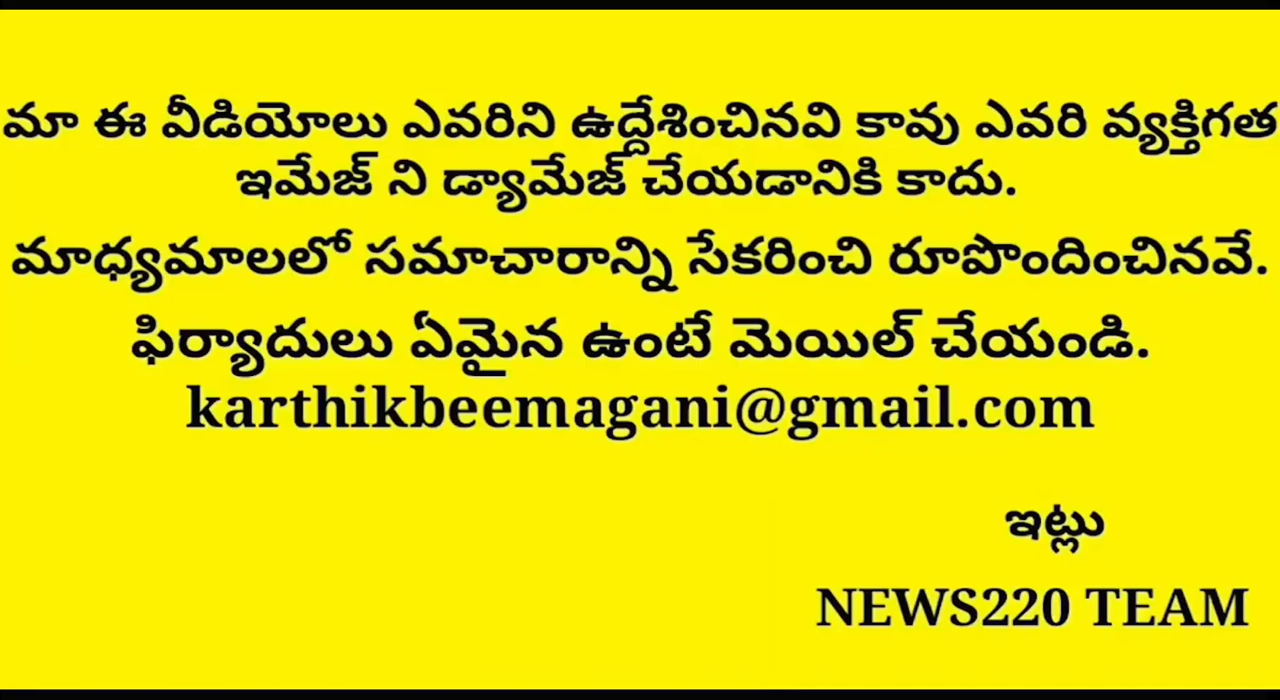 మా ఈ వీడియోలు ఎవరిని ఉద్దేశించినవి కావు ఎవరి వ్యక్తిగత
ఇమేజ్ ని డ్యామేజ్ చేయడానికి కాదు.
మాధ్యమాలలో సమాచారాన్ని సేకరించి రూపొందించినవే.
ఫిర్యాదులు ఏమైన ఉంటే మెయిల్ చేయండి.
karthikbeemagani@gmail.com
ఇట్లు
NEWS220 TEAM